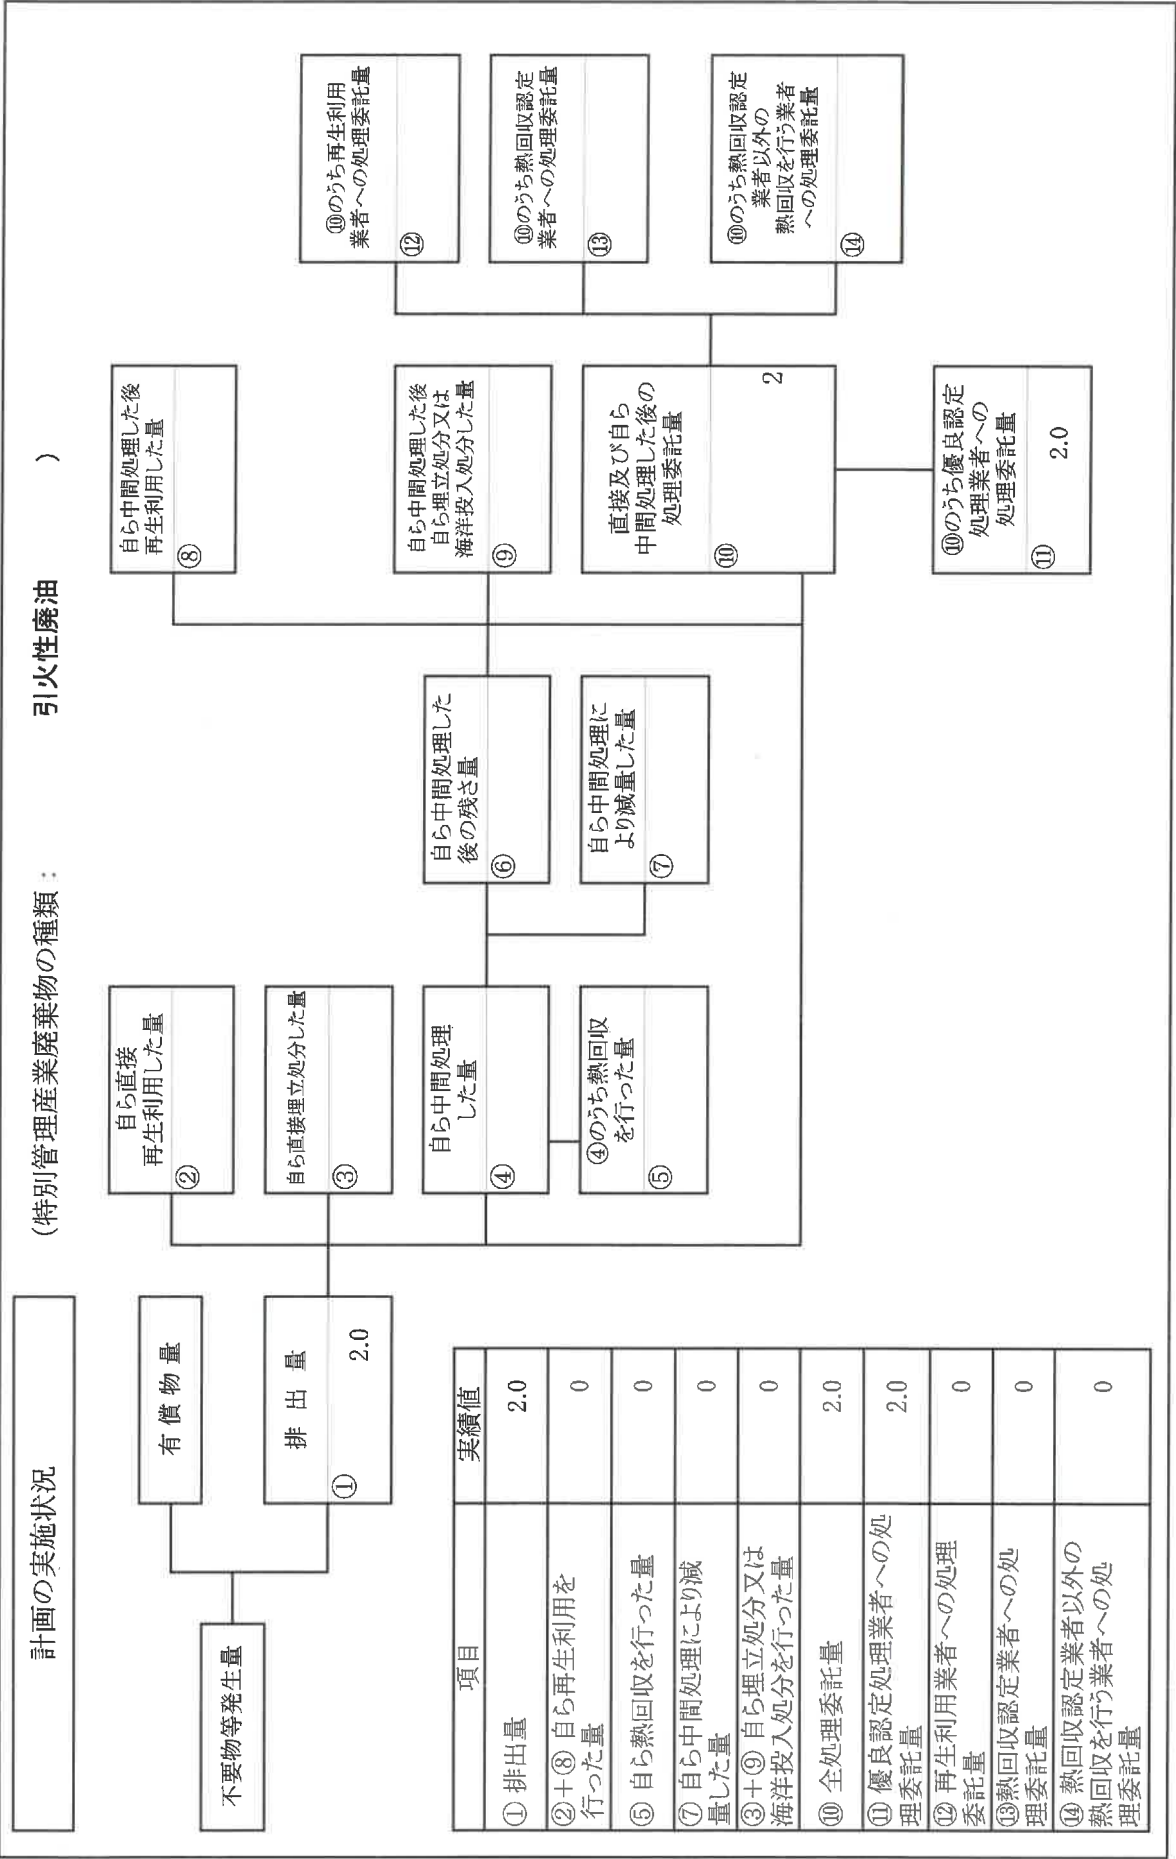 計画の実施状況
(特別管理産業廃棄物の種類: 引火性廃油 )
不要物等発生量
有償物量
排出量
① 2.0
自ら直接
再生利用した量
②
自ら直接埋立処分した量
③
自ら中間処理
した量
④
④のうち熱回収
を行った量
⑤
自ら中間処理した
後の残さ量
⑥
自ら中間処理に
より減量した量
⑦
自ら中間処理した後
再生利用した量
⑧
自ら中間処理した後
自ら埋立処分又は
海洋投入処分した量
⑨
直接及び自ら
中間処理した後の
処理委託量
⑩
2
⑩のうち優良認定
処理業者への
処理委託量
⑪
2.0
⑩のうち再生利用
業者への処理委託量
⑫
⑩のうち熱回収認定
業者への処理委託量
⑬
⑩のうち熱回収認定
業者以外の
熱回収を行う業者
への処理委託量
⑭
項目 実績値
①排出量 2.0
②+⑧ 自ら再生利用を
行った量 0
⑤ 自ら熱回収を行った量 0
⑦ 自ら中間処理により減
量した量 0
③+⑨ 自ら埋立処分又は
海洋投入処分を行った量 0
⑩ 全処理委託量 2.0
⑪ 優良認定処理業者への処
理委託量 2.0
⑫ 再生利用業者への処理
委託量 0
⑬熱回収認定業者への処
理委託量 0
⑭ 熱回収認定業者以外の
熱回収を行う業者への処
理委託量 0